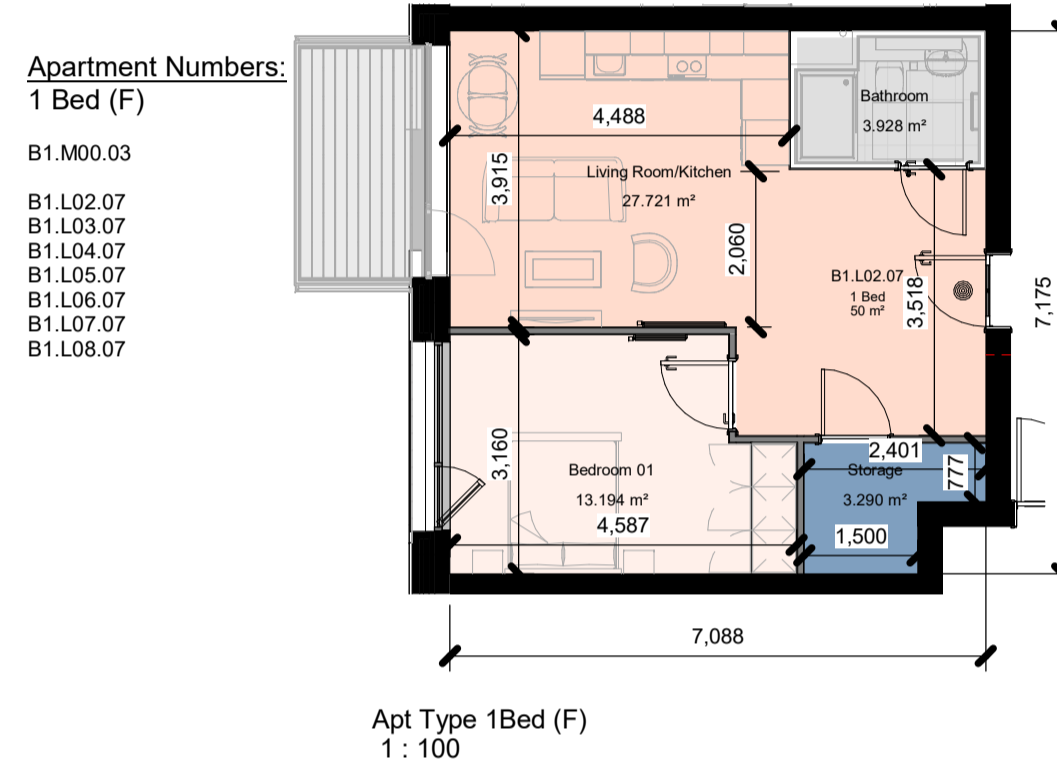 Apartment Numbers:
1 Bed (F)
B1.M00.03
B1.L02.07
B1.L03.07
B1.L04.07
B1.L05.07
B1.L06.07
B1.L07.07
B1.L08.07
Bathroom
3.928 m²
4,488
3,915
Living Room/Kitchen
27.721 m²
2,060
B1.L02.07
1 Bed
50 m²
3,518
7,175
3,160
Bedroom 01
13.194 m²
4,587
2,401
Storage
3.290 m²
777
1,500
7,088
Apt Type 1Bed (F)
1 : 100